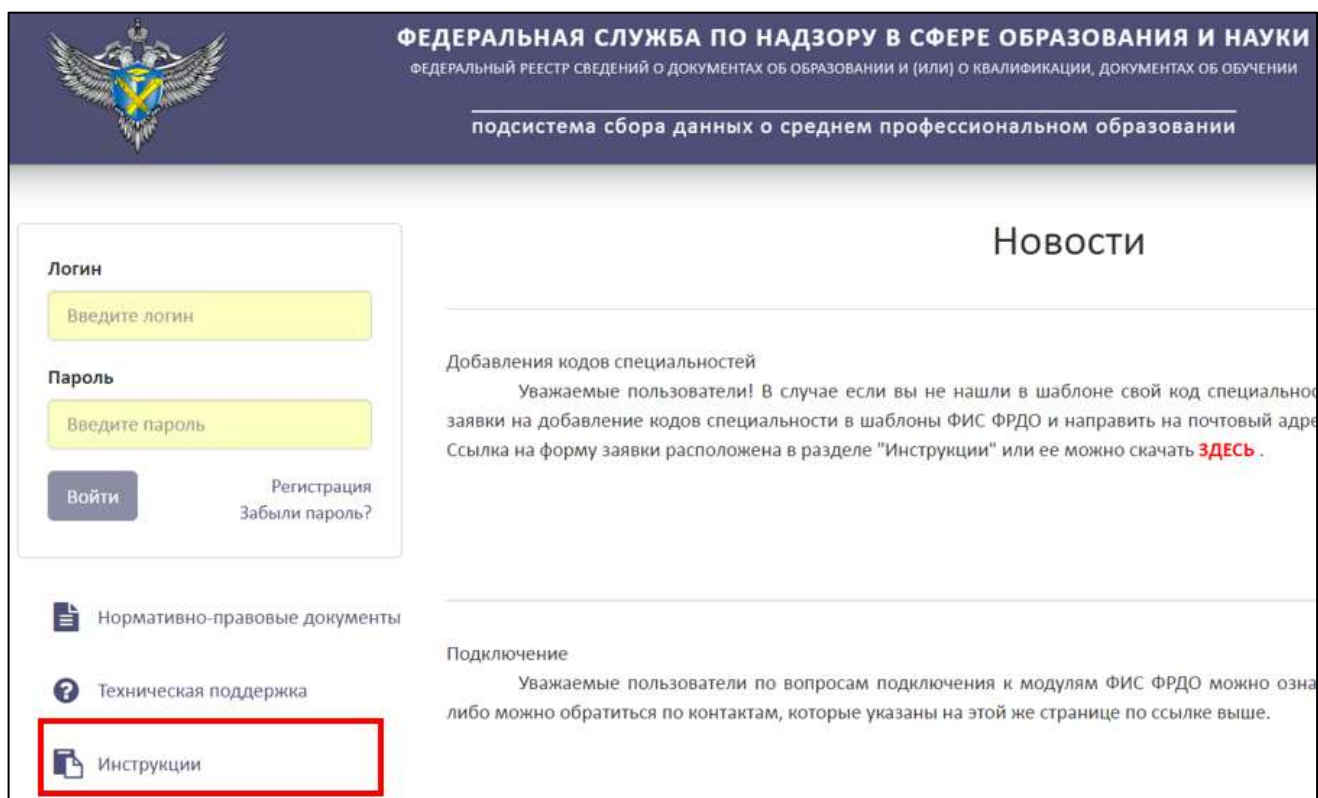 ФЕДЕРАЛЬНАЯ СЛУЖБА ПО НАДЗОРУ В СФЕРЕ ОБРАЗОВАНИЯ И НАУКИ
ФЕДЕРАЛЬНЫЙ РЕЕСТР СВЕДЕНИЙ О ДОКУМЕНТАХ ОБ ОБРАЗОВАНИИ И (ИЛИ) О КВАЛИФИКАЦИИ, ДОКУМЕНТАХ ОБ ОБУЧЕНИИ
подсистема сбора данных о среднем профессиональном образовании
Логин
Введите логин
Пароль
Введите пароль
Войти
Регистрация
Забыли пароль?
Нормативно-правовые документы
Техническая поддержка
Инструкции
Новости
Добавления кодов специальностей
Уважаемые пользователи! В случае если вы не нашли в шаблоне свой код специальнос
заявки на добавление кодов специальности в шаблоны ФИС ФРДО и направить на почтовый адре
Ссылка на форму заявки расположена в разделе "Инструкции" или ее можно скачать ЗДЕСЬ .
Подключение
Уважаемые пользователи по вопросам подключения к модулям ФИС ФРДО можно озна
либо можно обратиться по контактам, которые указаны на этой же странице по ссылке выше.